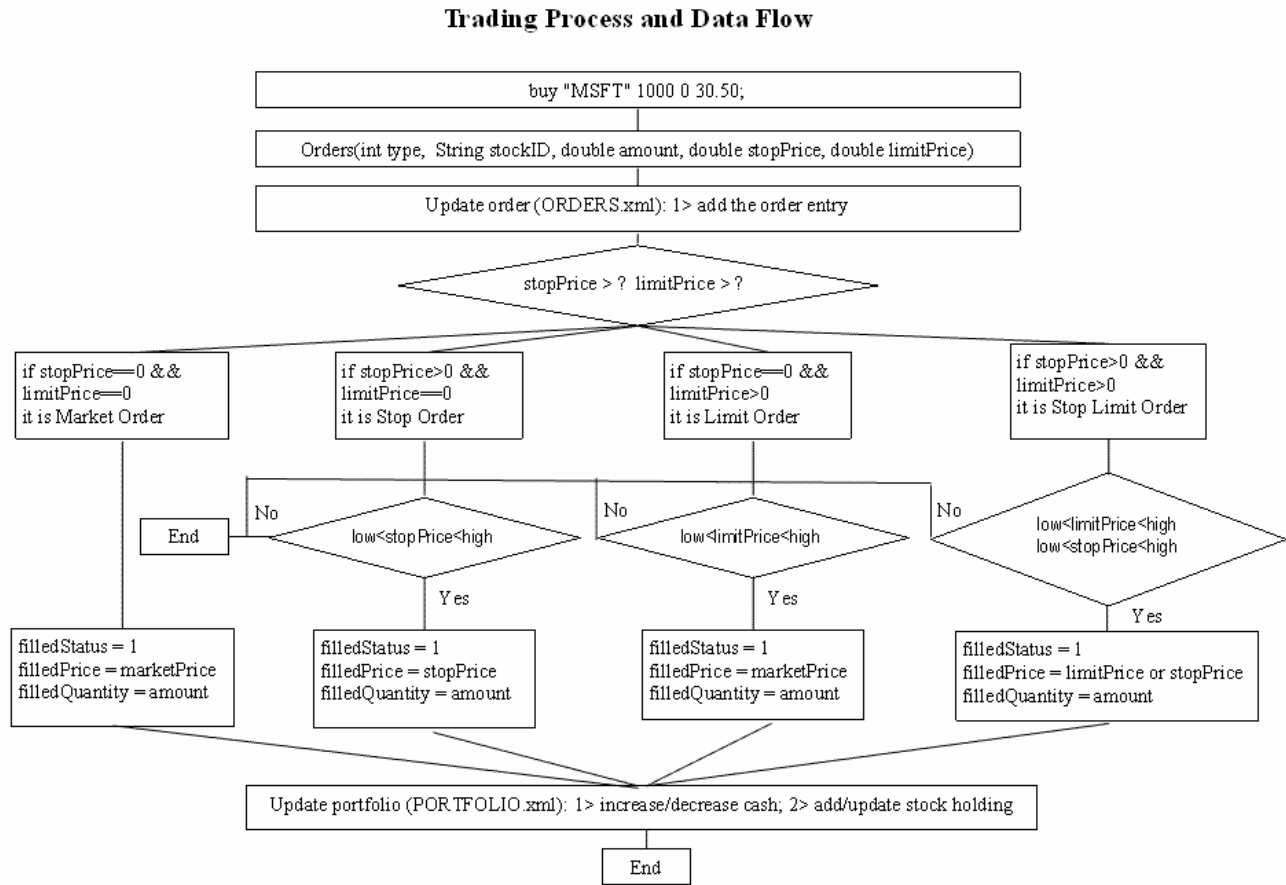 Trading Process and Data Flow
buy "MSFT" 1000 0 30.50;
Orders(int type, String stockID, double amount, double stopPrice, double limitPrice)
Update order (ORDERS.xml): 1> add the order entry
stopPrice > ? limitPrice > ?
if stopPrice==0 &&
limitPrice==0
it is Market Order
if stopPrice>0 &&
limitPrice==0
it is Stop Order
if stopPrice==0 &&
limitPrice>0
it is Limit Order
if stopPrice>0 &&
limitPrice>0
it is Stop Limit Order
End
No
low<stopPrice<high
No
low<limitPrice<high
No
low<limitPrice<high
low<stopPrice<high
Yes
Yes
Yes
filledStatus = 1
filledPrice = marketPrice
filledQuantity = amount
filledStatus = 1
filledPrice = stopPrice
filledQuantity = amount
filledStatus = 1
filledPrice = marketPrice
filledQuantity = amount
filledStatus = 1
filledPrice = limitPrice or stopPrice
filledQuantity = amount
Update portfolio (PORTFOLIO.xml): 1> increase/decrease cash; 2> add/update stock holding
End